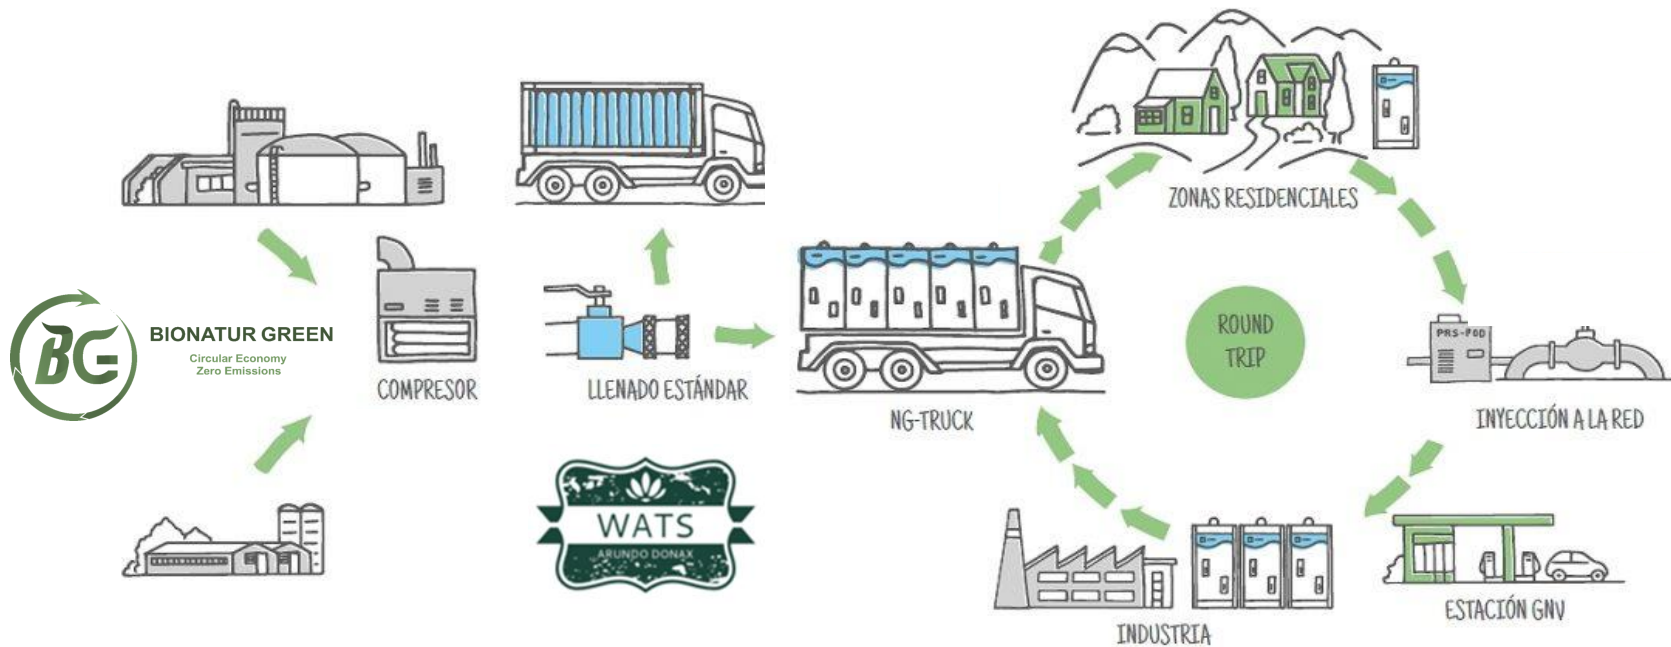 ZONAS RESIDENCIALES
BG
BIONATUR GREEN
Circular Economy
Zero Emissions
COMPRESOR
LLENADO ESTÁNDAR
NG-TRUCK
ROUND
TRIP
PRS-POD
INYECCIÓN A LA RED
WATS
ARUNDO DONAX
INDUSTRIA
ESTACIÓN GNV